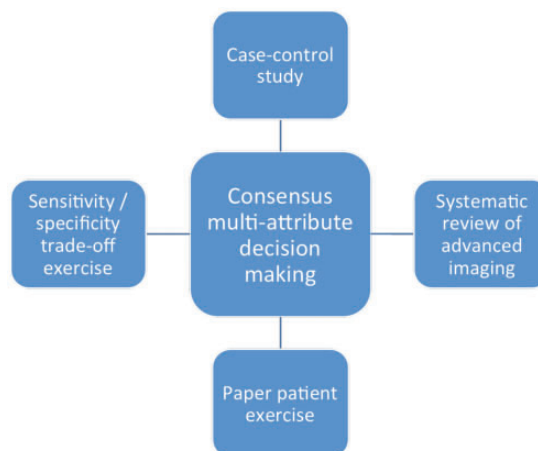 Case-control
study
Sensitivity /
specificity
trade-off
exercise
Consensus
multi-attribute
decision
making
Systematic
review of
advanced
imaging
Paper patient
exercise